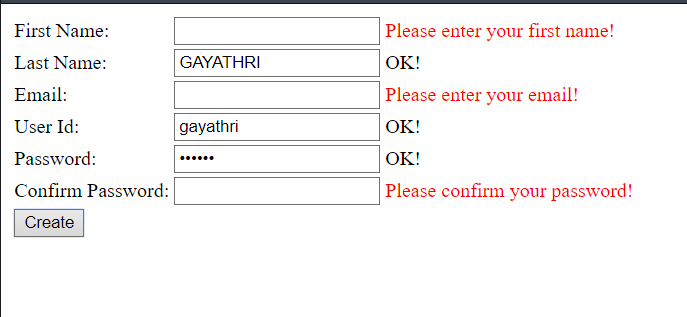 First Name: Please enter your first name!
Last Name: GAYATHRI OK!
Email: Please enter your email!
User Id: gayathri OK!
Password: •••••• OK!
Confirm Password: Please confirm your password!
Create